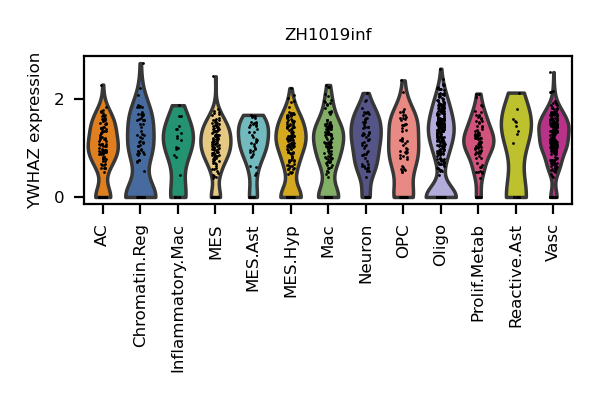 ZH1019inf
YWHAZ expression
2
0
AC
Chromatin.Reg
Inflammatory.Mac
MES
MES.Ast
MES.Hyp
Mac
Neuron
OPC
Oligo
Prolif.Metab
Reactive.Ast
Vasc